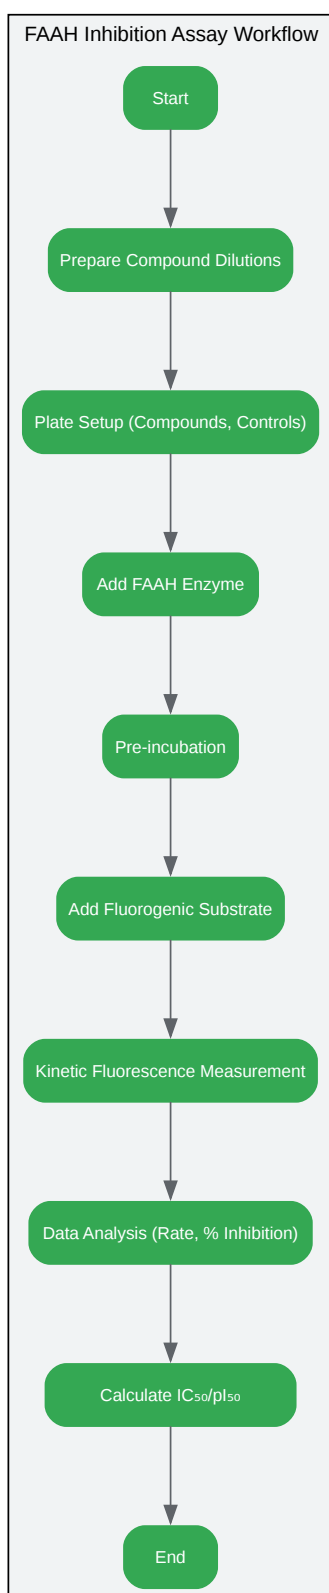 FAAH Inhibition Assay Workflow
Start
Prepare Compound Dilutions
Plate Setup (Compounds, Controls)
Add FAAH Enzyme
Pre-incubation
Add Fluorogenic Substrate
Kinetic Fluorescence Measurement
Data Analysis (Rate, % Inhibition)
Calculate IC₅₀/pI₅₀
End